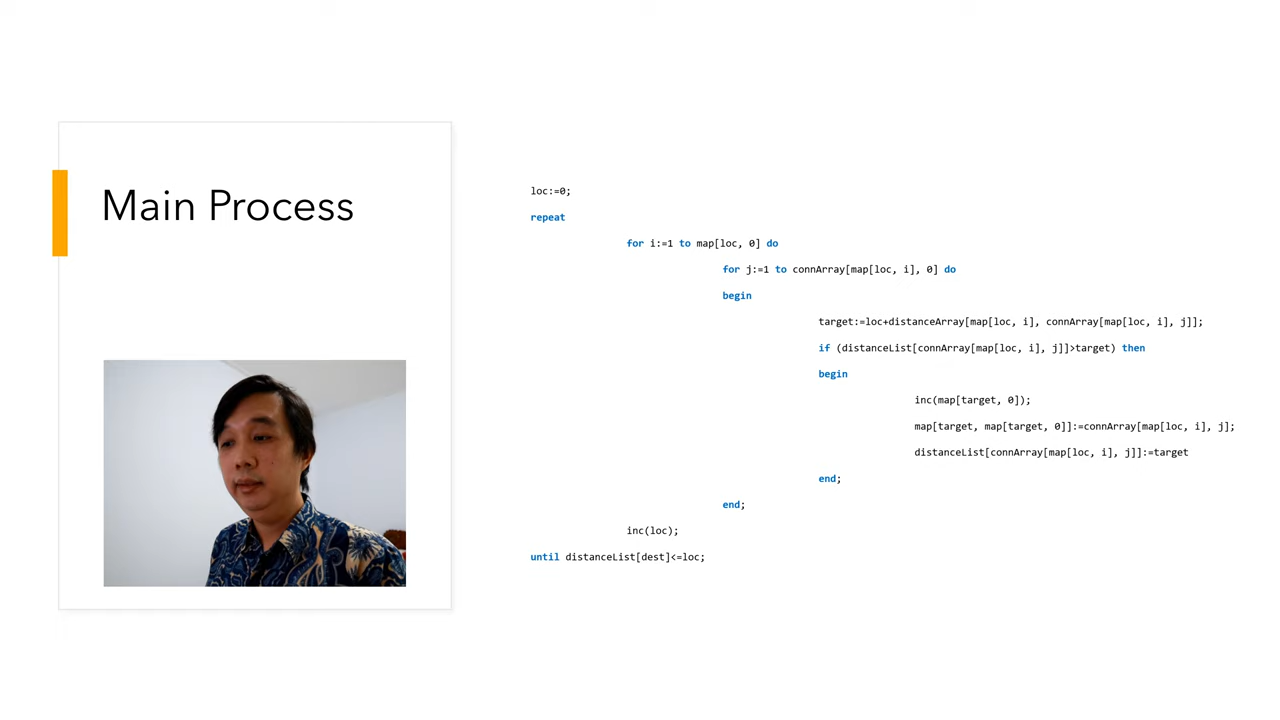 Main Process
loc:=0;
repeat
for i:=1 to map[loc, 0] do
for j:=1 to connArray[map[loc, i], 0] do
begin
target:=loc+distanceArray[map[loc, i], connArray[map[loc, i], j]];
if (distanceList[connArray[map[loc, i], j]]>target) then
begin
inc(map[target, 0]);
map[target, map[target, 0]]:=connArray[map[loc, i], j];
distanceList[connArray[map[loc, i], j]]:=target
end;
end;
inc(loc);
until distanceList[dest]<=loc;